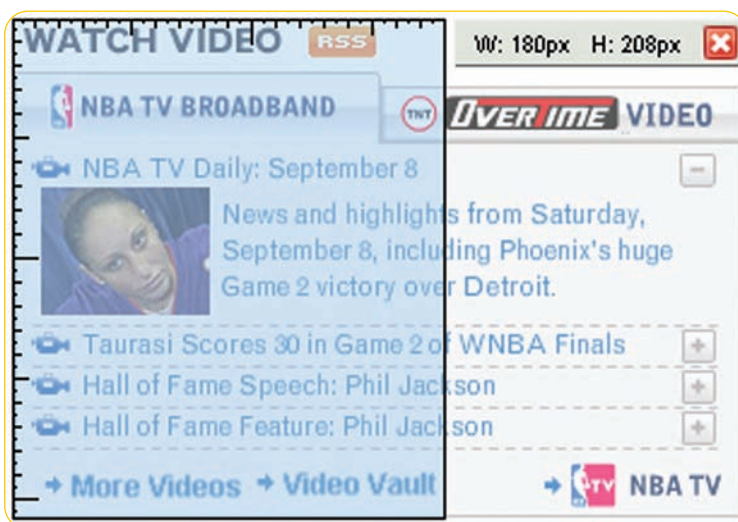 WATCH VIDEO RSS
W: 180px H: 208px
NBA TV BROADBAND
TNT OVERTIME VIDEO
NBA TV Daily: September 8
News and highlights from Saturday,
September 8, including Phoenix's huge
Game 2 victory over Detroit.
Taurasi Scores 30 in Game 2 of WNBA Finals
Hall of Fame Speech: Phil Jackson
Hall of Fame Feature: Phil Jackson
More Videos Video Vault TV NBA TV